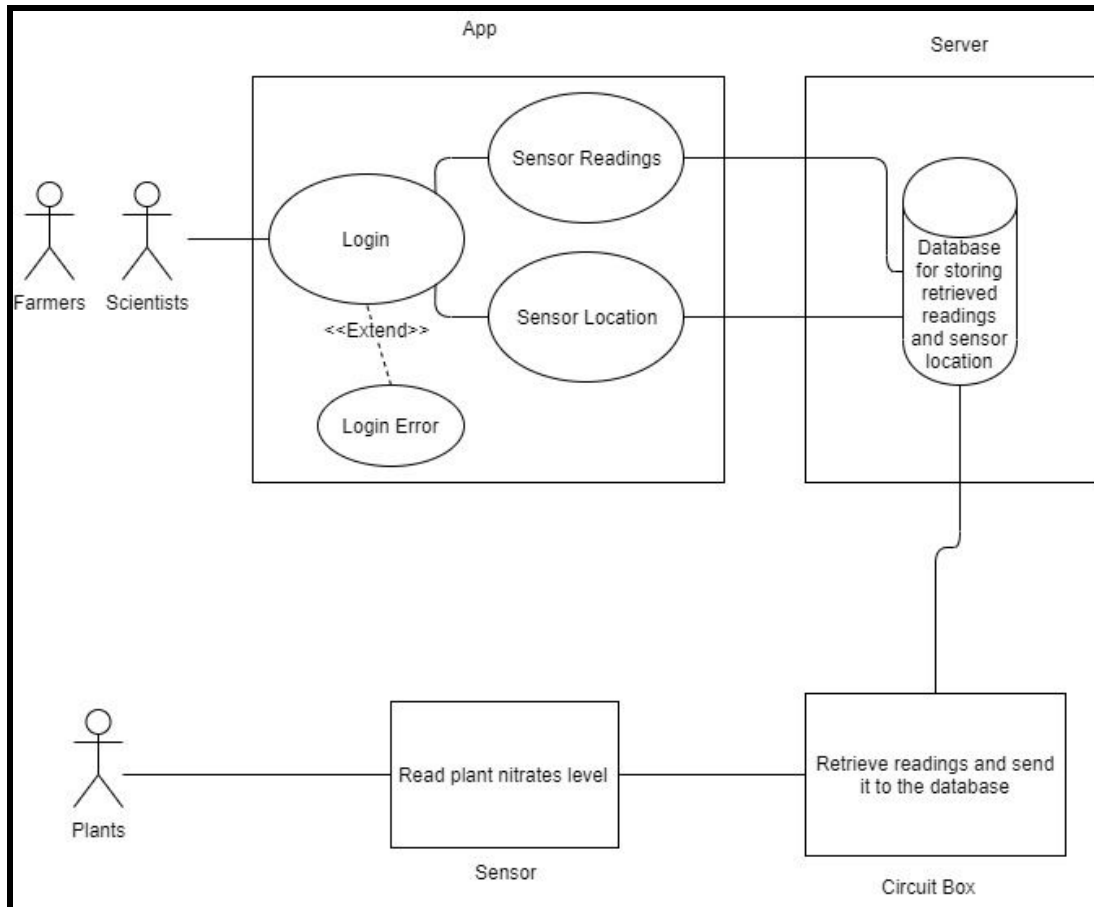 App
Server
Sensor Readings
Login
Farmers
Scientists
<<Extend>>
Sensor Location
Database
for storing
retrieved
readings
and sensor
location
Login Error
Plants
Read plant nitrates level
Sensor
Retrieve readings and send
it to the database
Circuit Box